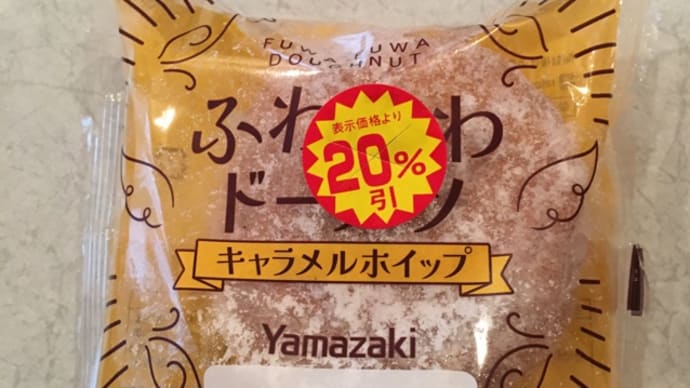 FUWA FUWA
DOUGHNUT
ふわ わ
表示価格より
20%
引
ドー ツ
キャラメルホイップ
Yamazaki